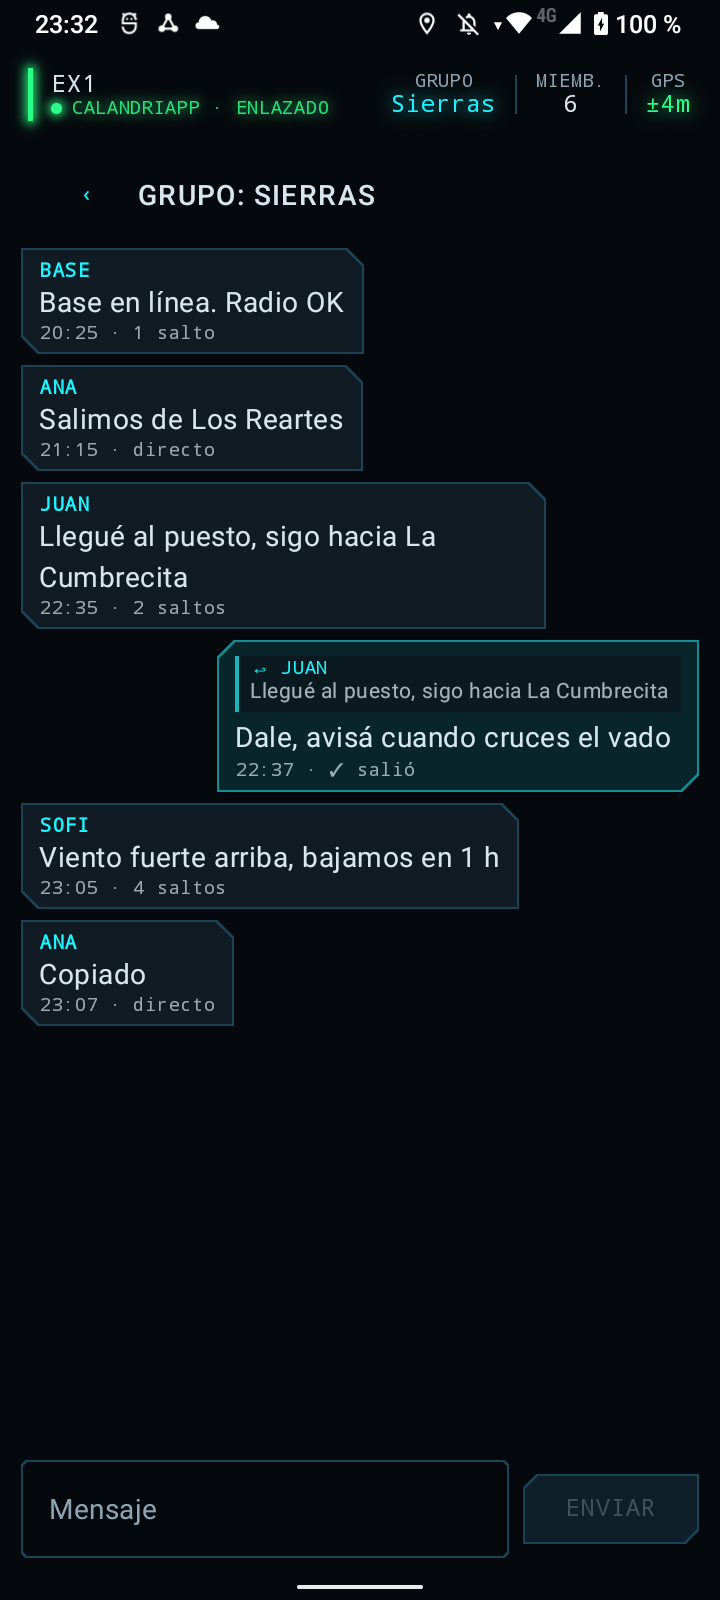 23:32
4G
100 %
EX1
CALANDRIAPP · ENLAZADO
GRUPO
Sierras
MIEMB.
6
GPS
±4m
‹ GRUPO: SIERRAS
BASE
Base en línea. Radio OK
20:25 · 1 salto
ANA
Salimos de Los Reartes
21:15 · directo
JUAN
Llegué al puesto, sigo hacia La
Cumbrecita
22:35 · 2 saltos
↩ JUAN
Llegué al puesto, sigo hacia La Cumbrecita
Dale, avisá cuando cruces el vado
22:37 · ✓ salió
SOFI
Viento fuerte arriba, bajamos en 1 h
23:05 · 4 saltos
ANA
Copiado
23:07 · directo
Mensaje
ENVIAR